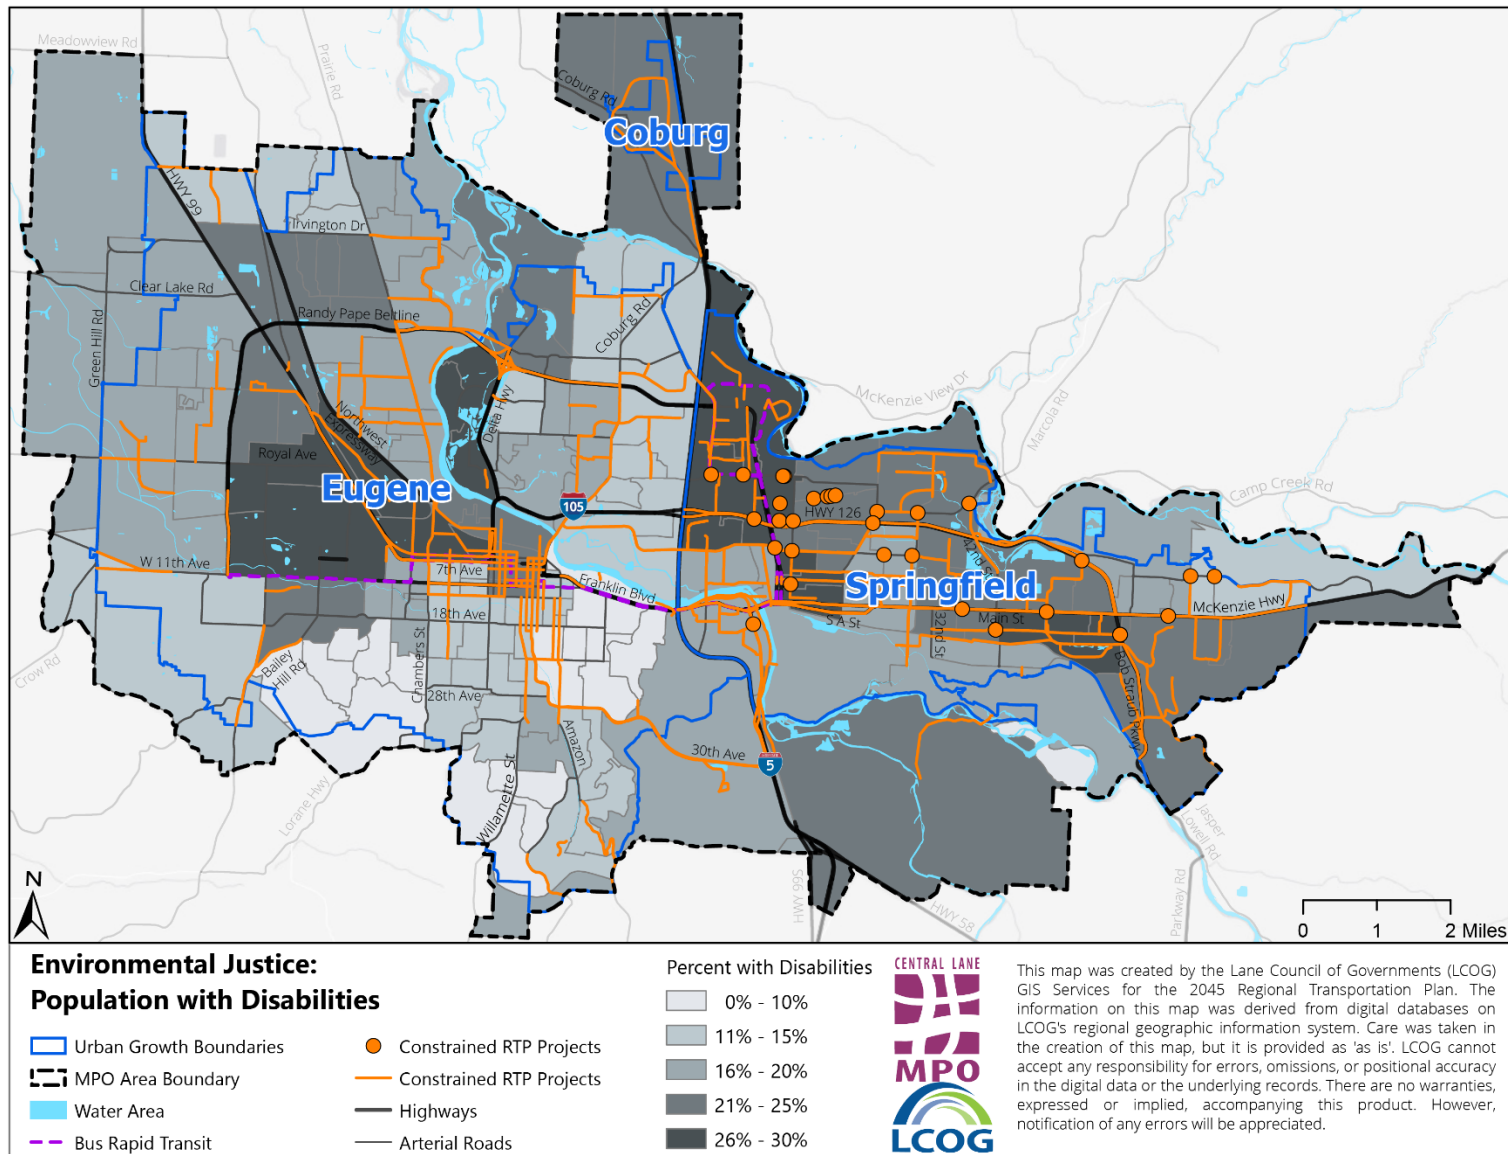 Meadowview Rd
Prairie Rd
Coburg Rd
Coburg
HWY 99
Irvington Dr
Clear Lake Rd
Green Hill Rd
Randy Pape Beltline
Coburg Rd
McKenzie View Dr
Marcola Rd
Delta Hwy
Northwest
Expressway
Royal Ave
Eugene
105
HWY 126
Camp Creek Rd
42nd St
W 11th Ave
7th Ave
Franklin Blvd
Springfield
McKenzie Hwy
18th Ave
S A St
32nd St
Main St
Crow Rd
Bailey
Hill Rd
Chambers St
28th Ave
Amazon
30th Ave
5
Bob Straub Pkwy
Willamette St
Lorane Hwy
Jasper
Lowell Rd
HWY 99S
HWY 58
Parkway Rd
N
0 1 2 Miles
Environmental Justice:
Population with Disabilities
Urban Growth Boundaries
MPO Area Boundary
Water Area
Bus Rapid Transit
Constrained RTP Projects
Constrained RTP Projects
Highways
Arterial Roads
Percent with Disabilities
0% - 10%
11% - 15%
16% - 20%
21% - 25%
26% - 30%
CENTRAL LANE
MPO
LCOG
This map was created by the Lane Council of Governments (LCOG)
GIS Services for the 2045 Regional Transportation Plan. The
information on this map was derived from digital databases on
LCOG's regional geographic information system. Care was taken in
the creation of this map, but it is provided as 'as is'. LCOG cannot
accept any responsibility for errors, omissions, or positional accuracy
in the digital data or the underlying records. There are no warranties,
expressed or implied, accompanying this product. However,
notification of any errors will be appreciated.